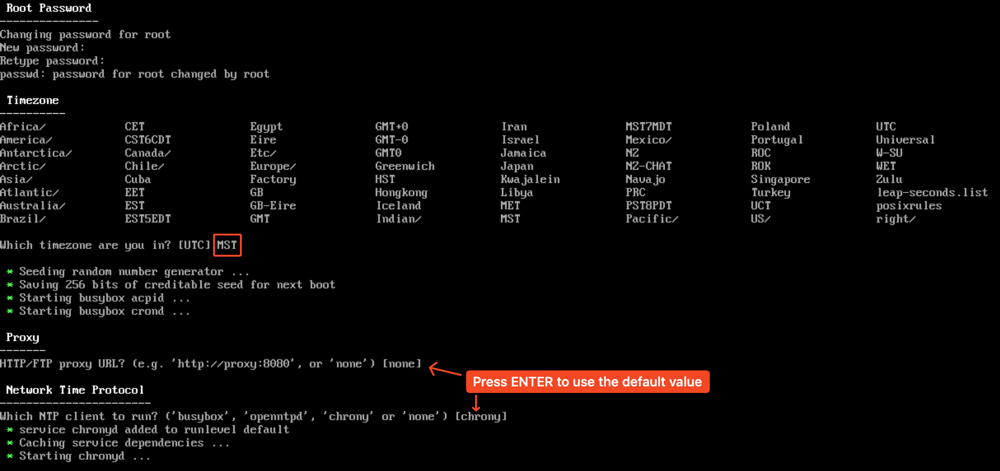 Root Password
---------------
Changing password for root
New password:
Retype password:
passwd: password for root changed by root
Timezone
----------
Africa/ CET Egypt GMT+0 Iran MST7MDT Poland UTC
America/ CST6CDT Eire GMT-0 Israel Mexico/ Portugal Universal
Antarctica/ Canada/ Etc/ GMT0 Jamaica NZ ROC W-SU
Arctic/ Chile/ Europe/ Greenwich Japan NZ-CHAT ROK WET
Asia/ Cuba Factory HST Kwajalein Navajo Singapore Zulu
Atlantic/ EET GB Hongkong Libya PRC Turkey leap-seconds.list
Australia/ EST GB-Eire Iceland MET PST8PDT UCT posixrules
Brazil/ EST5EDT GMT Indian/ MST Pacific/ US/ right/
Which timezone are you in? [UTC] MST
* Seeding random number generator ...
* Saving 256 bits of creditable seed for next boot
* Starting busybox acpid ...
* Starting busybox crond ...
Proxy
-------
HTTP/FTP proxy URL? (e.g. 'http://proxy:8080', or 'none') [none]
Press ENTER to use the default value
Network Time Protocol
-----------------------
Which NTP client to run? ('busybox', 'openntpd', 'chrony' or 'none') [chrony]
* service chronyd added to runlevel default
* Caching service dependencies ...
* Starting chronyd ...